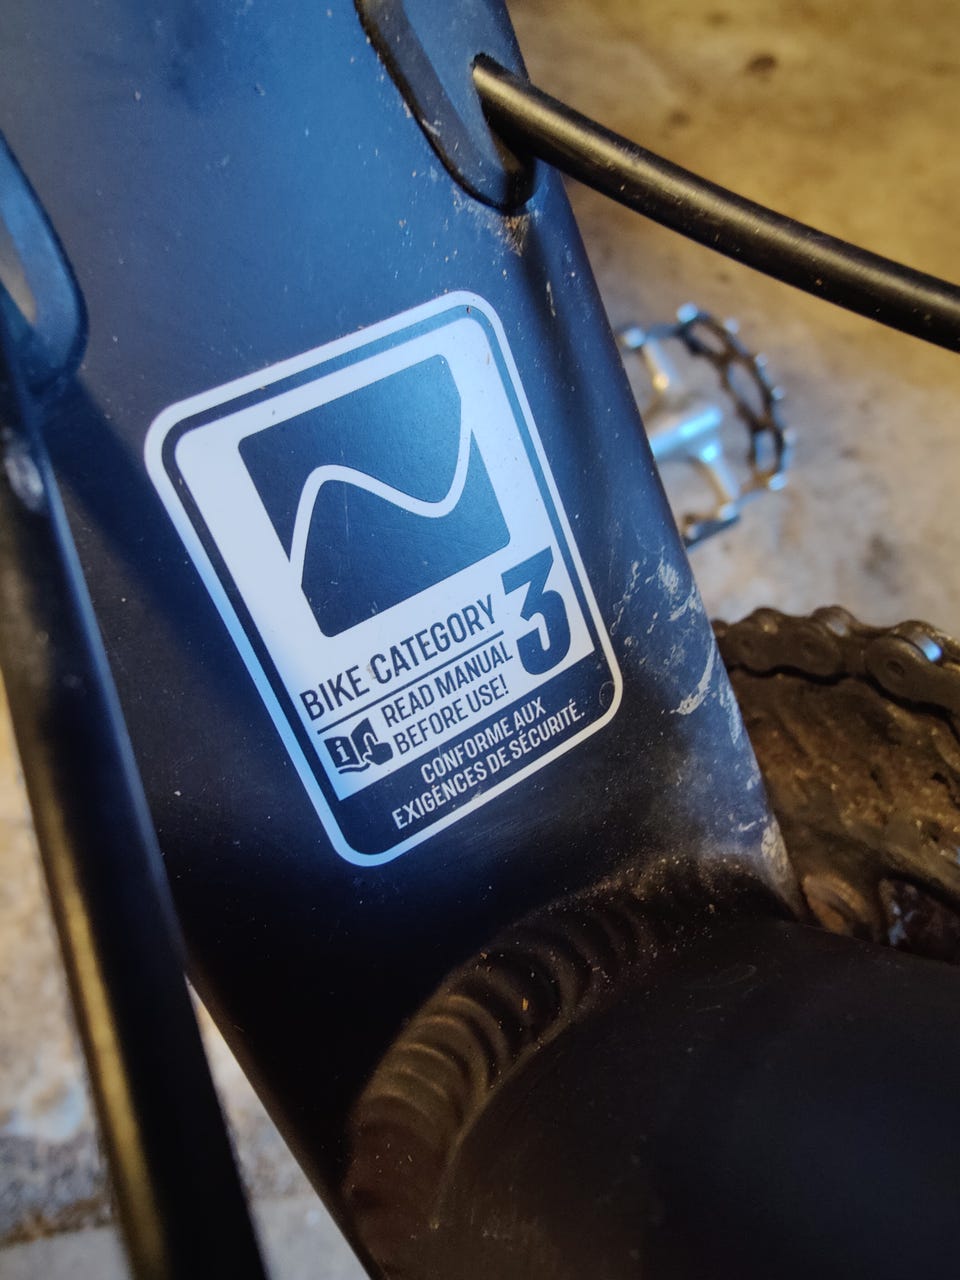 BIKE CATEGORY
3
READ MANUAL
BEFORE USE!
i
CONFORME AUX
EXIGENCES DE SÉCURITÉ.